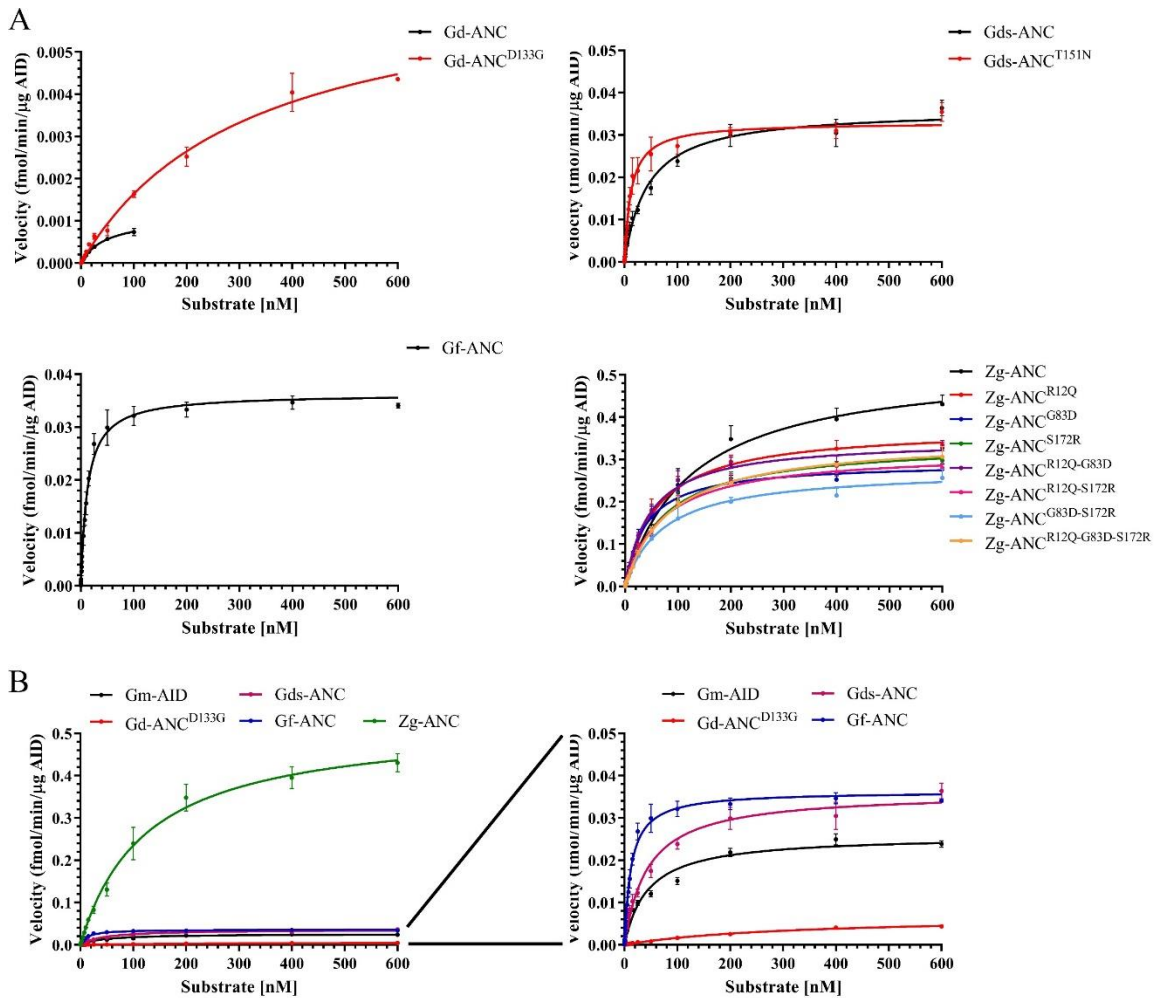 A
Gd-ANC
Gd-ANC^D133G
Velocity (fmol/min/µg AID)
0.005
0.004
0.003
0.002
0.001
0.000
0 100 200 300 400 500 600
Substrate [nM]
Gds-ANC
Gds-ANC^T151N
Velocity (fmol/min/µg AID)
0.05
0.04
0.03
0.02
0.01
0.00
0 100 200 300 400 500 600
Substrate [nM]
Gf-ANC
Velocity (fmol/min/µg AID)
0.04
0.03
0.02
0.01
0.00
0 100 200 300 400 500 600
Substrate [nM]
Zg-ANC
Zg-ANC^R12Q
Zg-ANC^G83D
Zg-ANC^S172R
Zg-ANC^R12Q-G83D
Zg-ANC^R12Q-S172R
Zg-ANC^G83D-S172R
Zg-ANC^R12Q-G83D-S172R
Velocity (fmol/min/µg AID)
0.5
0.4
0.3
0.2
0.1
0.0
0 100 200 300 400 500 600
Substrate [nM]
B
Gm-AID Gds-ANC
Gd-ANC^D133G Gf-ANC Zg-ANC
Velocity (fmol/min/µg AID)
0.5
0.4
0.3
0.2
0.1
0.0
0 100 200 300 400 500 600
Substrate [nM]
Gm-AID Gds-ANC
Gd-ANC^D133G Gf-ANC
Velocity (fmol/min/µg AID)
0.05
0.04
0.03
0.02
0.01
0.00
0 100 200 300 400 500 600
Substrate [nM]